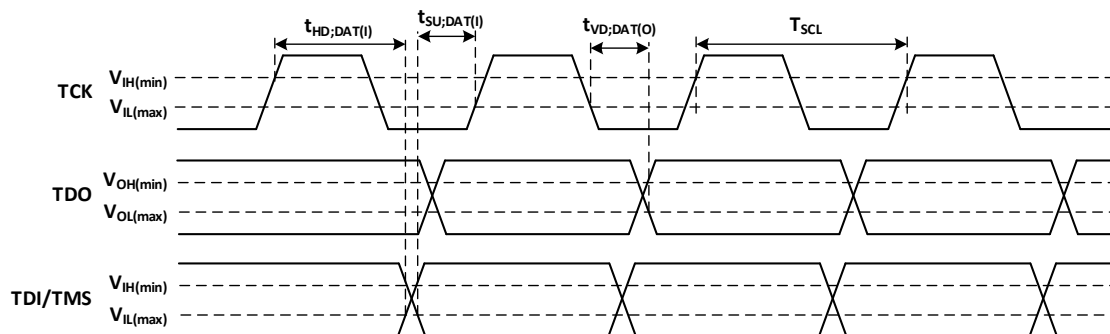 tHD;DAT(I) tSU;DAT(I) tVD;DAT(O) TSCL
TCK
VIH(min)
VIL(max)
TDO
VOH(min)
VOL(max)
TDI/TMS
VIH(min)
VIL(max)